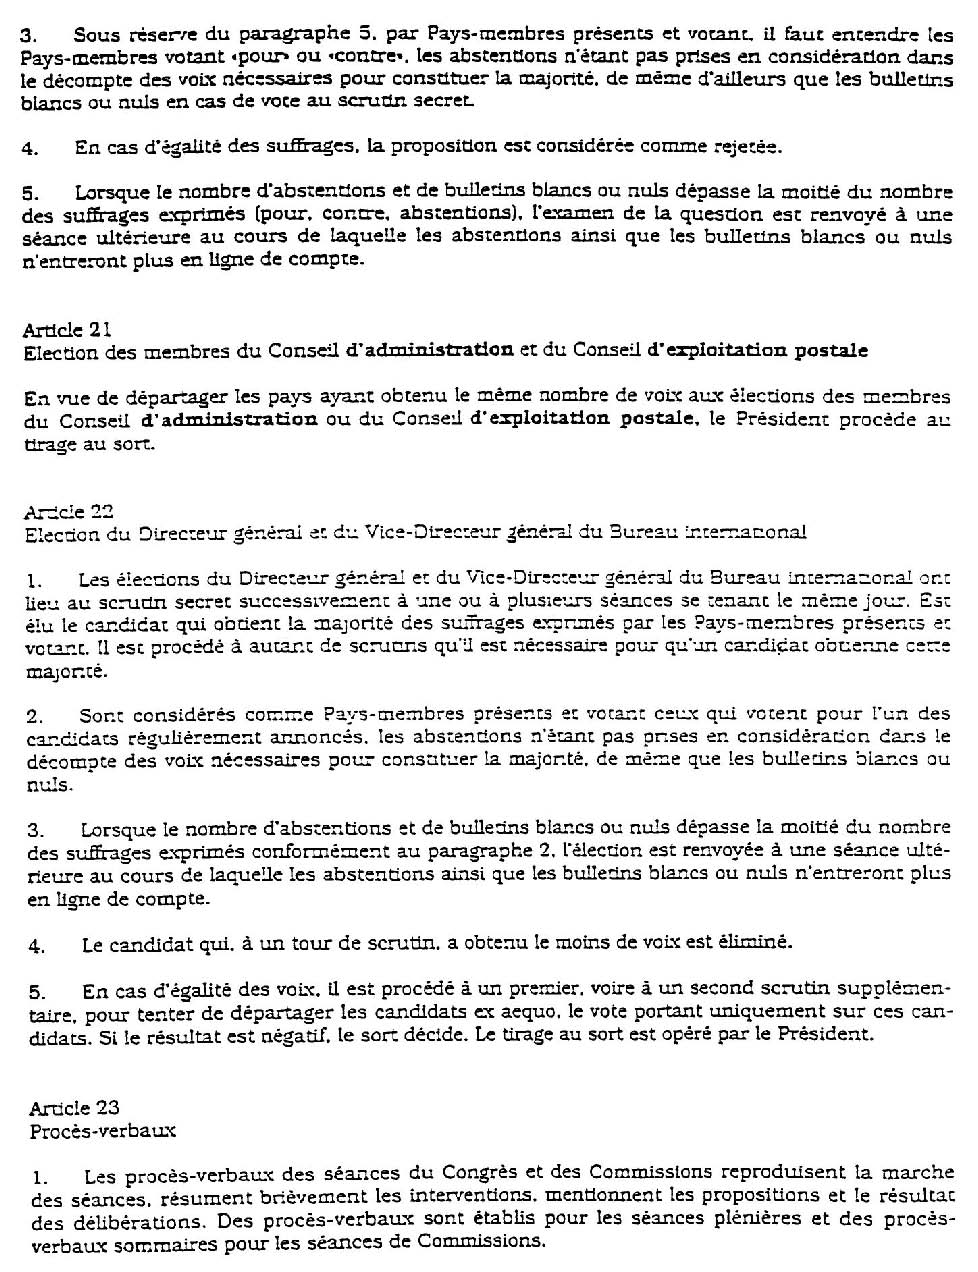 3. Sous réserve du paragraphe 5, par Pays-membres présents et votant, il faut entendre les
Pays-membres votant «pour» ou «contre», les abstentions n'étant pas prises en considération dans
le décompte des voix nécessaires pour constituer la majorité, de même d'ailleurs que les bulletins
blancs ou nuls en cas de vote au scrutin secret.
4. En cas d'égalité des suffrages, la proposition est considérée comme rejetée.
5. Lorsque le nombre d'abstentions et de bulletins blancs ou nuls dépasse la moitié du nombre
des suffrages exprimés (pour, contre, abstentions), l'examen de la question est renvoyé à une
séance ultérieure au cours de laquelle les abstentions ainsi que les bulletins blancs ou nuls
n'entreront plus en ligne de compte.
Article 21
Election des membres du Conseil d'administration et du Conseil d'exploitation postale
En vue de départager les pays ayant obtenu le même nombre de voix aux élections des membres
du Conseil d'administration ou du Conseil d'exploitation postale, le Président procède au
tirage au sort.
Article 22
Election du Directeur général et du Vice-Directeur général du Bureau international
1. Les élections du Directeur général et du Vice-Directeur général du Bureau international ont
lieu au scrutin secret successivement à une ou à plusieurs séances se tenant le même jour. Est
élu le candidat qui obtient la majorité des suffrages exprimés par les Pays-membres présents et
votant. Il est procédé à autant de scrutins qu'il est nécessaire pour qu'un candidat obtienne cette
majorité.
2. Sont considérés comme Pays-membres présents et votant ceux qui votent pour l'un des
candidats régulièrement annoncés, les abstentions n'étant pas prises en considération dans le
décompte des voix nécessaires pour constituer la majorité, de même que les bulletins blancs ou
nuls.
3. Lorsque le nombre d'abstentions et de bulletins blancs ou nuls dépasse la moitié du nombre
des suffrages exprimés conformément au paragraphe 2, l'élection est renvoyée à une séance ulté-
rieure au cours de laquelle les abstentions ainsi que les bulletins blancs ou nuls n'entreront plus
en ligne de compte.
4. Le candidat qui, à un tour de scrutin, a obtenu le moins de voix est éliminé.
5. En cas d'égalité des voix, il est procédé à un premier, voire à un second scrutin supplémen-
taire, pour tenter de départager les candidats ex aequo, le vote portant uniquement sur ces can-
didats. Si le résultat est négatif, le sort décide. Le tirage au sort est opéré par le Président.
Article 23
Procès-verbaux
1. Les procès-verbaux des séances du Congrès et des Commissions reproduisent la marche
des séances, résument brièvement les interventions, mentionnent les propositions et le résultat
des délibérations. Des procès-verbaux sont établis pour les séances plénières et des procès-
verbaux sommaires pour les séances de Commissions.